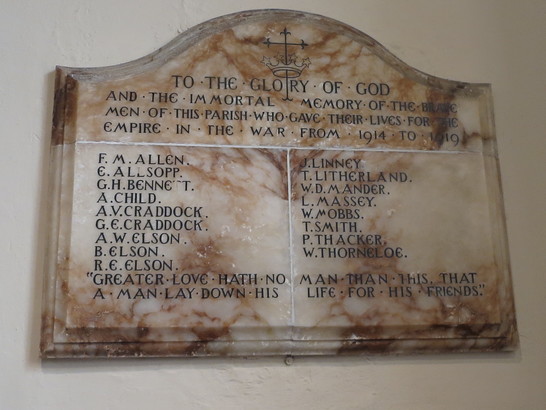 TO · THE · GLORY · OF · GOD
AND · THE · IMMORTAL · MEMORY · OF · THE · BRAVE
MEN · OF · THIS · PARISH · WHO · GAVE · THEIR · LIVES · FOR · THE
EMPIRE · IN · THE · WAR · FROM · 1914 · TO · 1919
F. M. ALLEN.
E. ALLSOPP.
G.H. BENNETT.
A. CHILD.
A.V. CRADDOCK.
G.E. CRADDOCK.
A.W. ELSON.
B. ELSON.
R.E. ELSON.
J. LINNEY.
T. LITHERLAND.
W.D. MANDER.
L. MASSEY.
W. MOBBS.
T. SMITH.
P. THACKER.
W. THORNELOE.
"GREATER · LOVE · HATH · NO MAN · THAN · THIS, THAT
A · MAN · LAY · DOWN · HIS LIFE · FOR · HIS · FRIENDS."